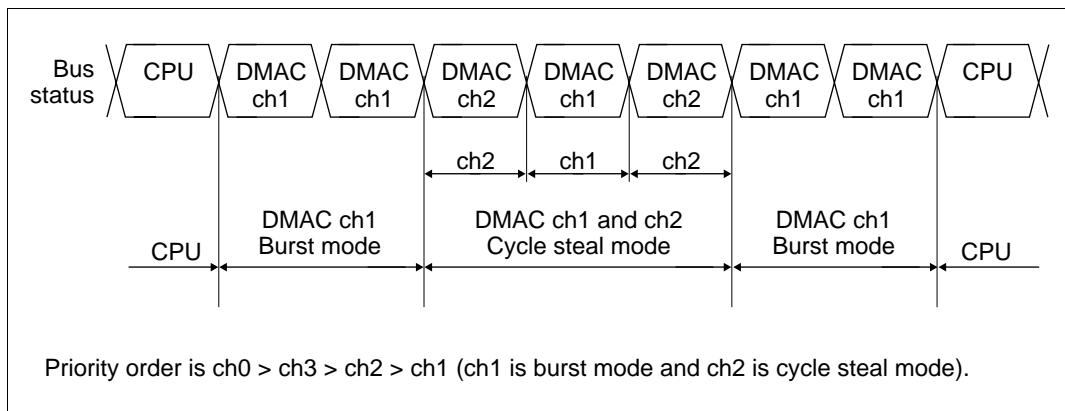 Bus status
CPU
DMAC ch1
DMAC ch1
DMAC ch2
DMAC ch1
DMAC ch2
DMAC ch1
DMAC ch1
CPU
ch2
ch1
ch2
DMAC ch1
Burst mode
DMAC ch1 and ch2
Cycle steal mode
DMAC ch1
Burst mode
CPU
CPU
Priority order is ch0 > ch3 > ch2 > ch1 (ch1 is burst mode and ch2 is cycle steal mode).